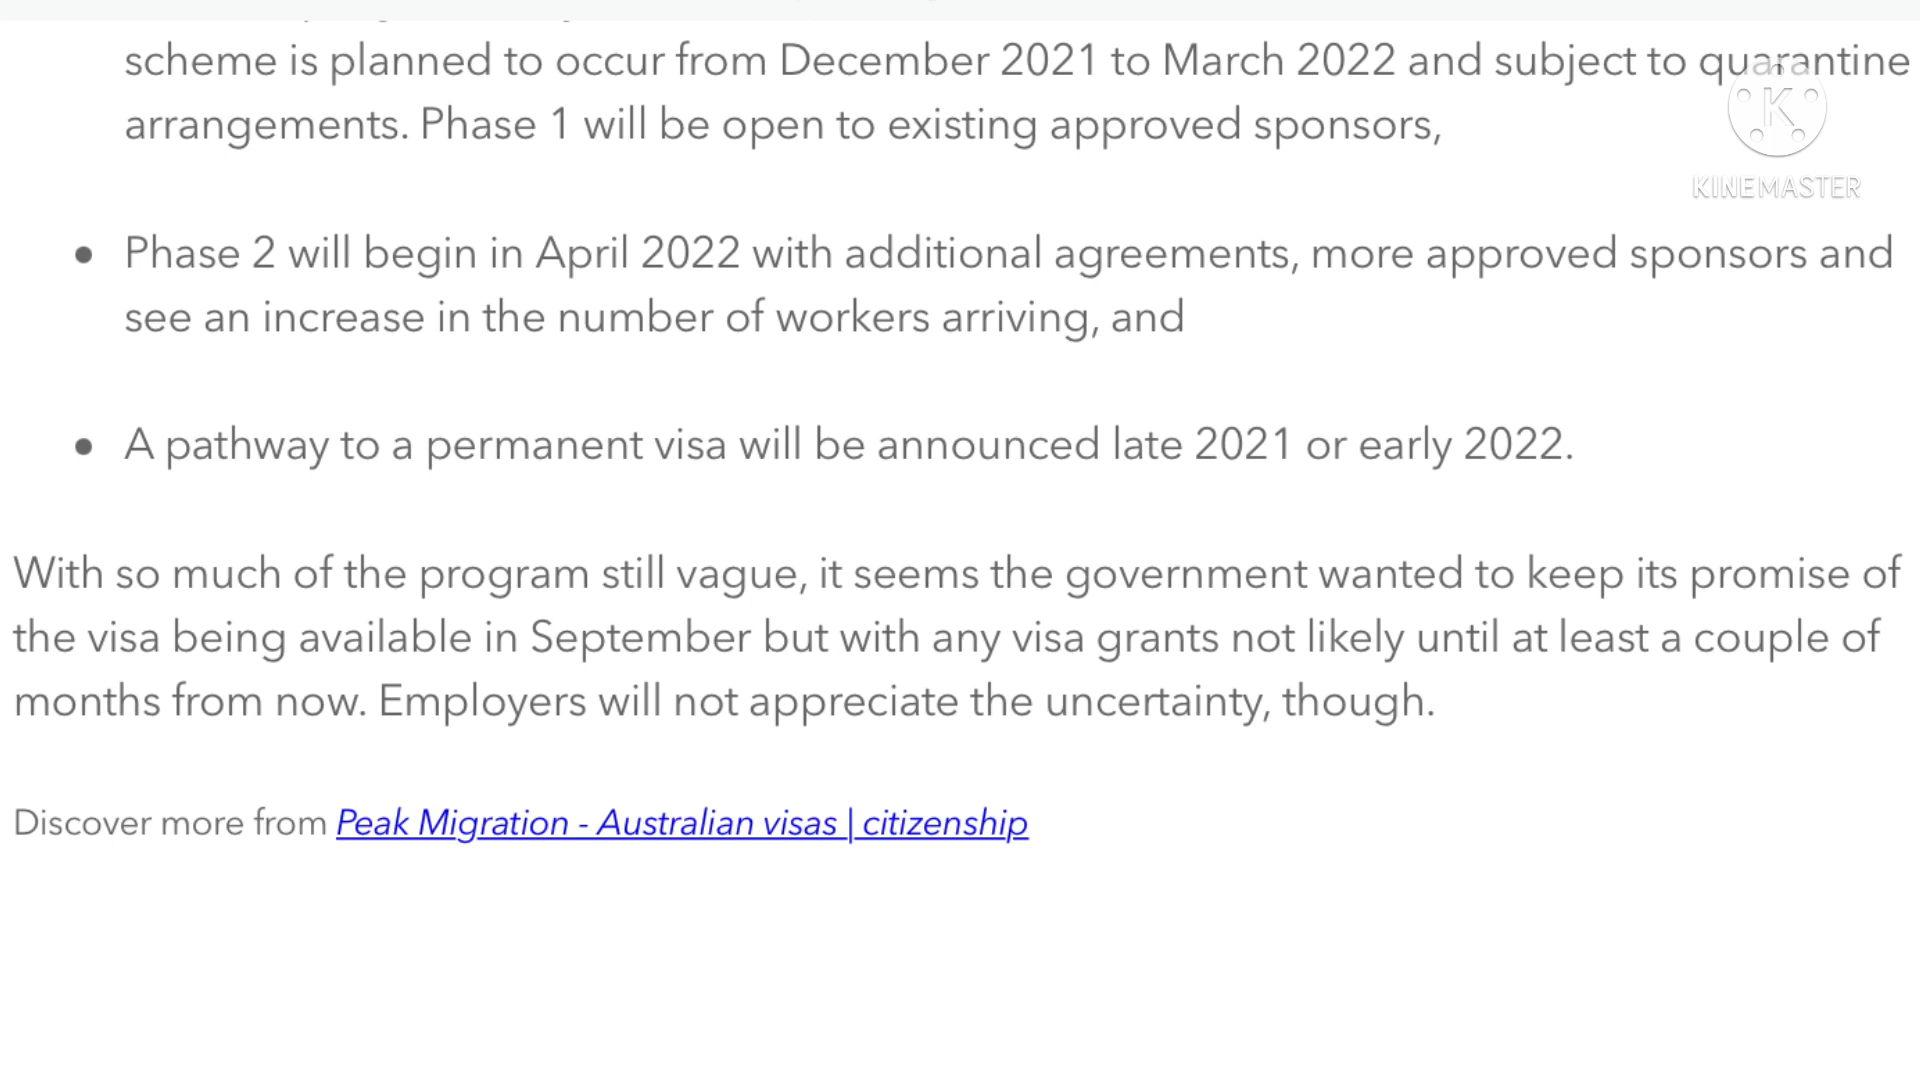 scheme is planned to occur from December 2021 to March 2022 and subject to quarantine
arrangements. Phase 1 will be open to existing approved sponsors,
K
KINEMASTER
• Phase 2 will begin in April 2022 with additional agreements, more approved sponsors and
see an increase in the number of workers arriving, and
• A pathway to a permanent visa will be announced late 2021 or early 2022.
With so much of the program still vague, it seems the government wanted to keep its promise of
the visa being available in September but with any visa grants not likely until at least a couple of
months from now. Employers will not appreciate the uncertainty, though.
Discover more from Peak Migration - Australian visas | citizenship